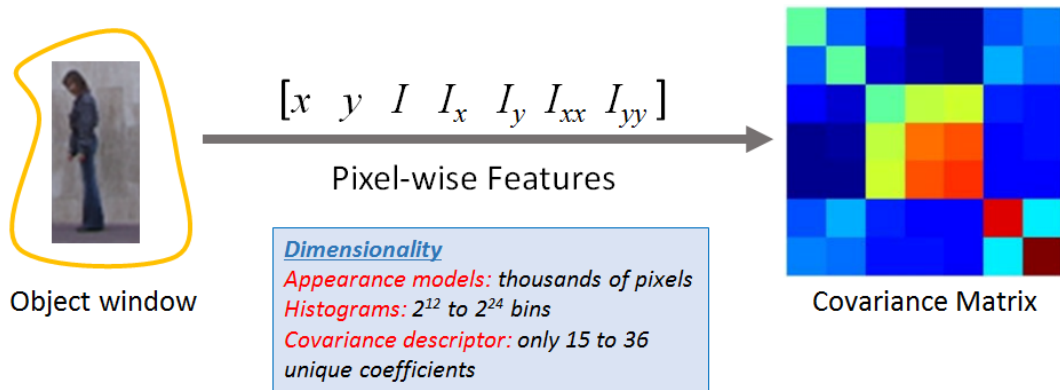 [x y I I_x I_y I_xx I_yy]
Pixel-wise Features
Object window
Dimensionality
Appearance models: thousands of pixels
Histograms: 2^12 to 2^24 bins
Covariance descriptor: only 15 to 36
unique coefficients
Covariance Matrix